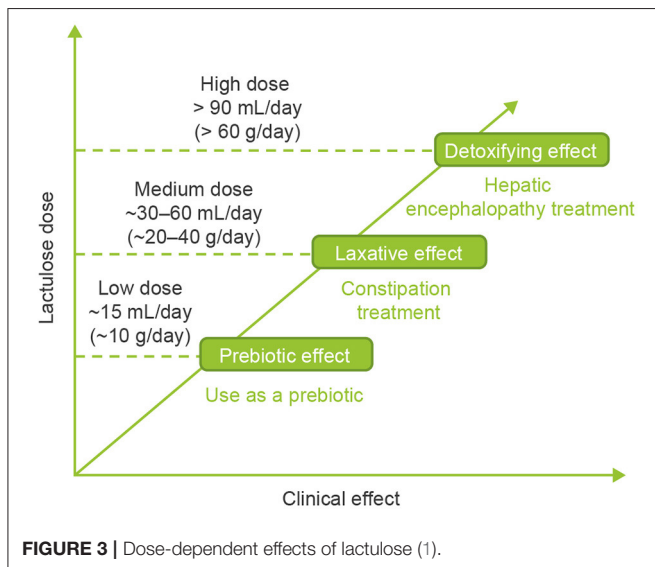 High dose
> 90 mL/day
(> 60 g/day)
Detoxifying effect
Hepatic
encephalopathy treatment
Medium dose
~30–60 mL/day
(~20–40 g/day)
Laxative effect
Constipation
treatment
Low dose
~15 mL/day
(~10 g/day)
Prebiotic effect
Use as a prebiotic
Lactulose dose
Clinical effect
FIGURE 3 | Dose-dependent effects of lactulose (1).